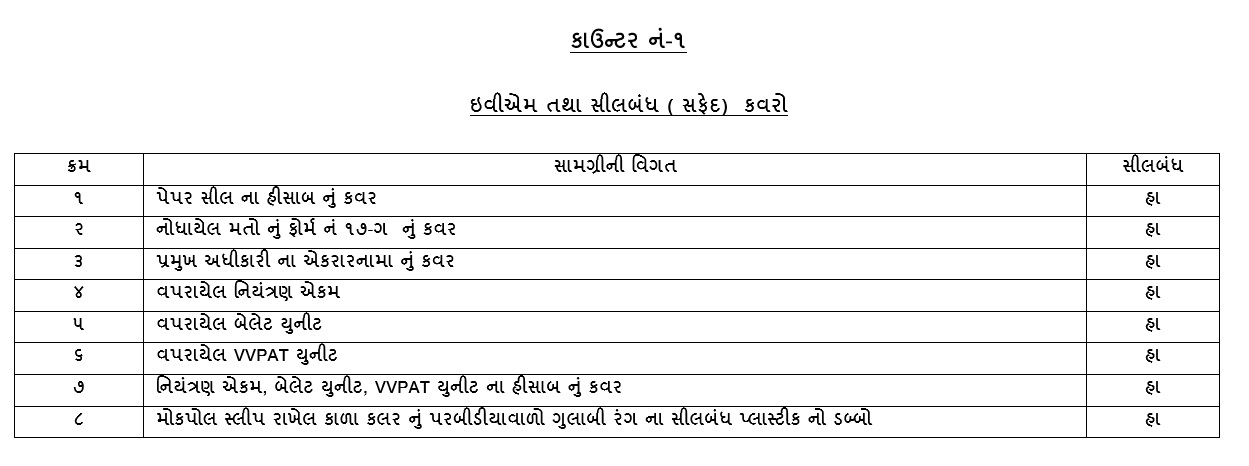 કાઉન્ટર નં-૧
ઇવીએમ તથા સીલબંધ ( સફેદ) કવરો
ક્રમ સામગ્રીની વિગત સીલબંધ
૧ પેપર સીલ ના હીસાબ નું કવર હા
૨ નોધાયેલ મતો નું ફોર્મ નં ૧૭-ગ નું કવર હા
૩ પ્રમુખ અધીકારી ના એકરારનામા નું કવર હા
૪ વપરાયેલ નિયંત્રણ એકમ હા
૫ વપરાયેલ બેલેટ યુનીટ હા
૬ વપરાયેલ VVPAT યુનીટ હા
૭ નિયંત્રણ એકમ, બેલેટ યુનીટ, VVPAT યુનીટ ના હીસાબ નું કવર હા
૮ મોકપોલ સ્લીપ રાખેલ કાળા કલર નું પરબીડીયાવાળો ગુલાબી રંગ ના સીલબંધ પ્લાસ્ટીક નો ડબ્બો હા